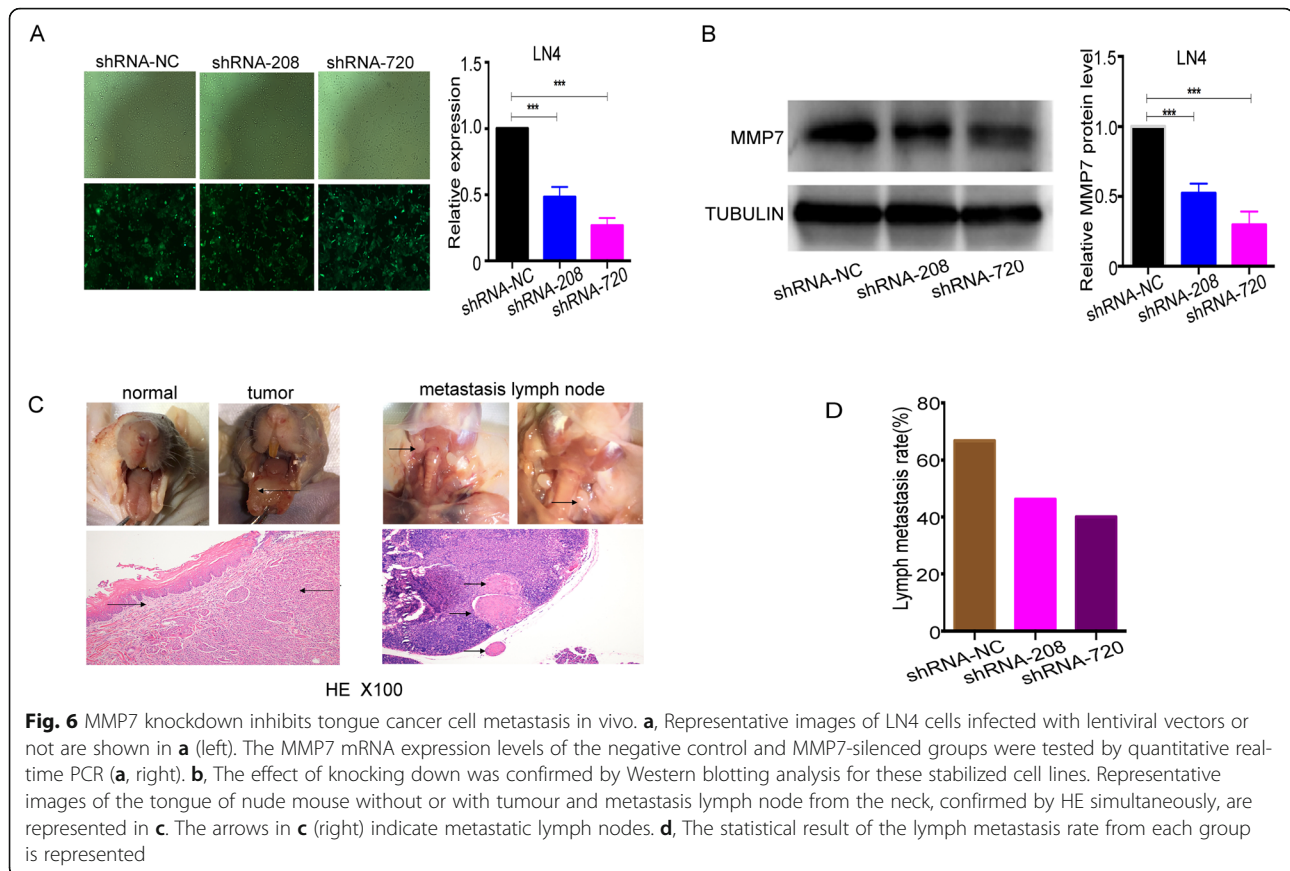 A
shRNA-NC shRNA-208 shRNA-720
LN4
Relative expression
1.5
1.0
0.5
0
***
***
shRNA-NC
shRNA-208
shRNA-720
B
MMP7
TUBULIN
shRNA-NC
shRNA-208
shRNA-720
LN4
Relative MMP7 protein level
1.5
1.0
0.5
0
***
***
shRNA-NC
shRNA-208
shRNA-720
C
normal tumor metastasis lymph node
HE X100
D
Lymph metastasis rate(%)
80
60
40
20
0
shRNA-NC
shRNA-208
shRNA-720
Fig. 6 MMP7 knockdown inhibits tongue cancer cell metastasis in vivo. a, Representative images of LN4 cells infected with lentiviral vectors or
not are shown in a (left). The MMP7 mRNA expression levels of the negative control and MMP7-silenced groups were tested by quantitative real-
time PCR (a, right). b, The effect of knocking down was confirmed by Western blotting analysis for these stabilized cell lines. Representative
images of the tongue of nude mouse without or with tumour and metastasis lymph node from the neck, confirmed by HE simultaneously, are
represented in c. The arrows in c (right) indicate metastatic lymph nodes. d, The statistical result of the lymph metastasis rate from each group
is represented